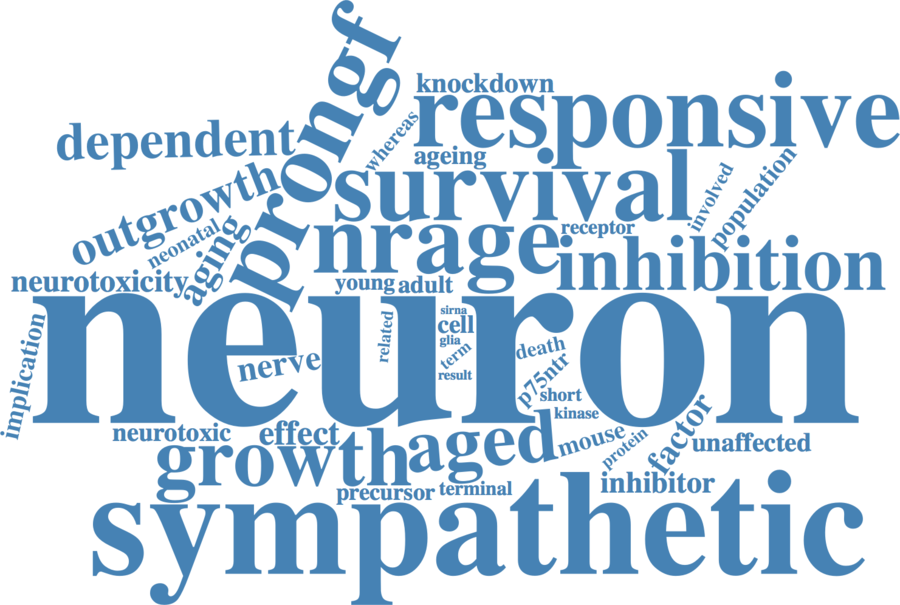 prongf
knockdown
responsive
whereas
dependent
ageing
survival
involved
population
outgrowth
neonatal
aging
nrage
receptor
inhibition
neurotoxicity
young
adult
neuron
implication
related
sirna
cell
glia
term
result
nerve
death
p75ntr
short
kinase
neurotoxic
effect
growth
aged
mouse
protein
factor
unaffected
precursor
terminal
inhibitor
sympathetic